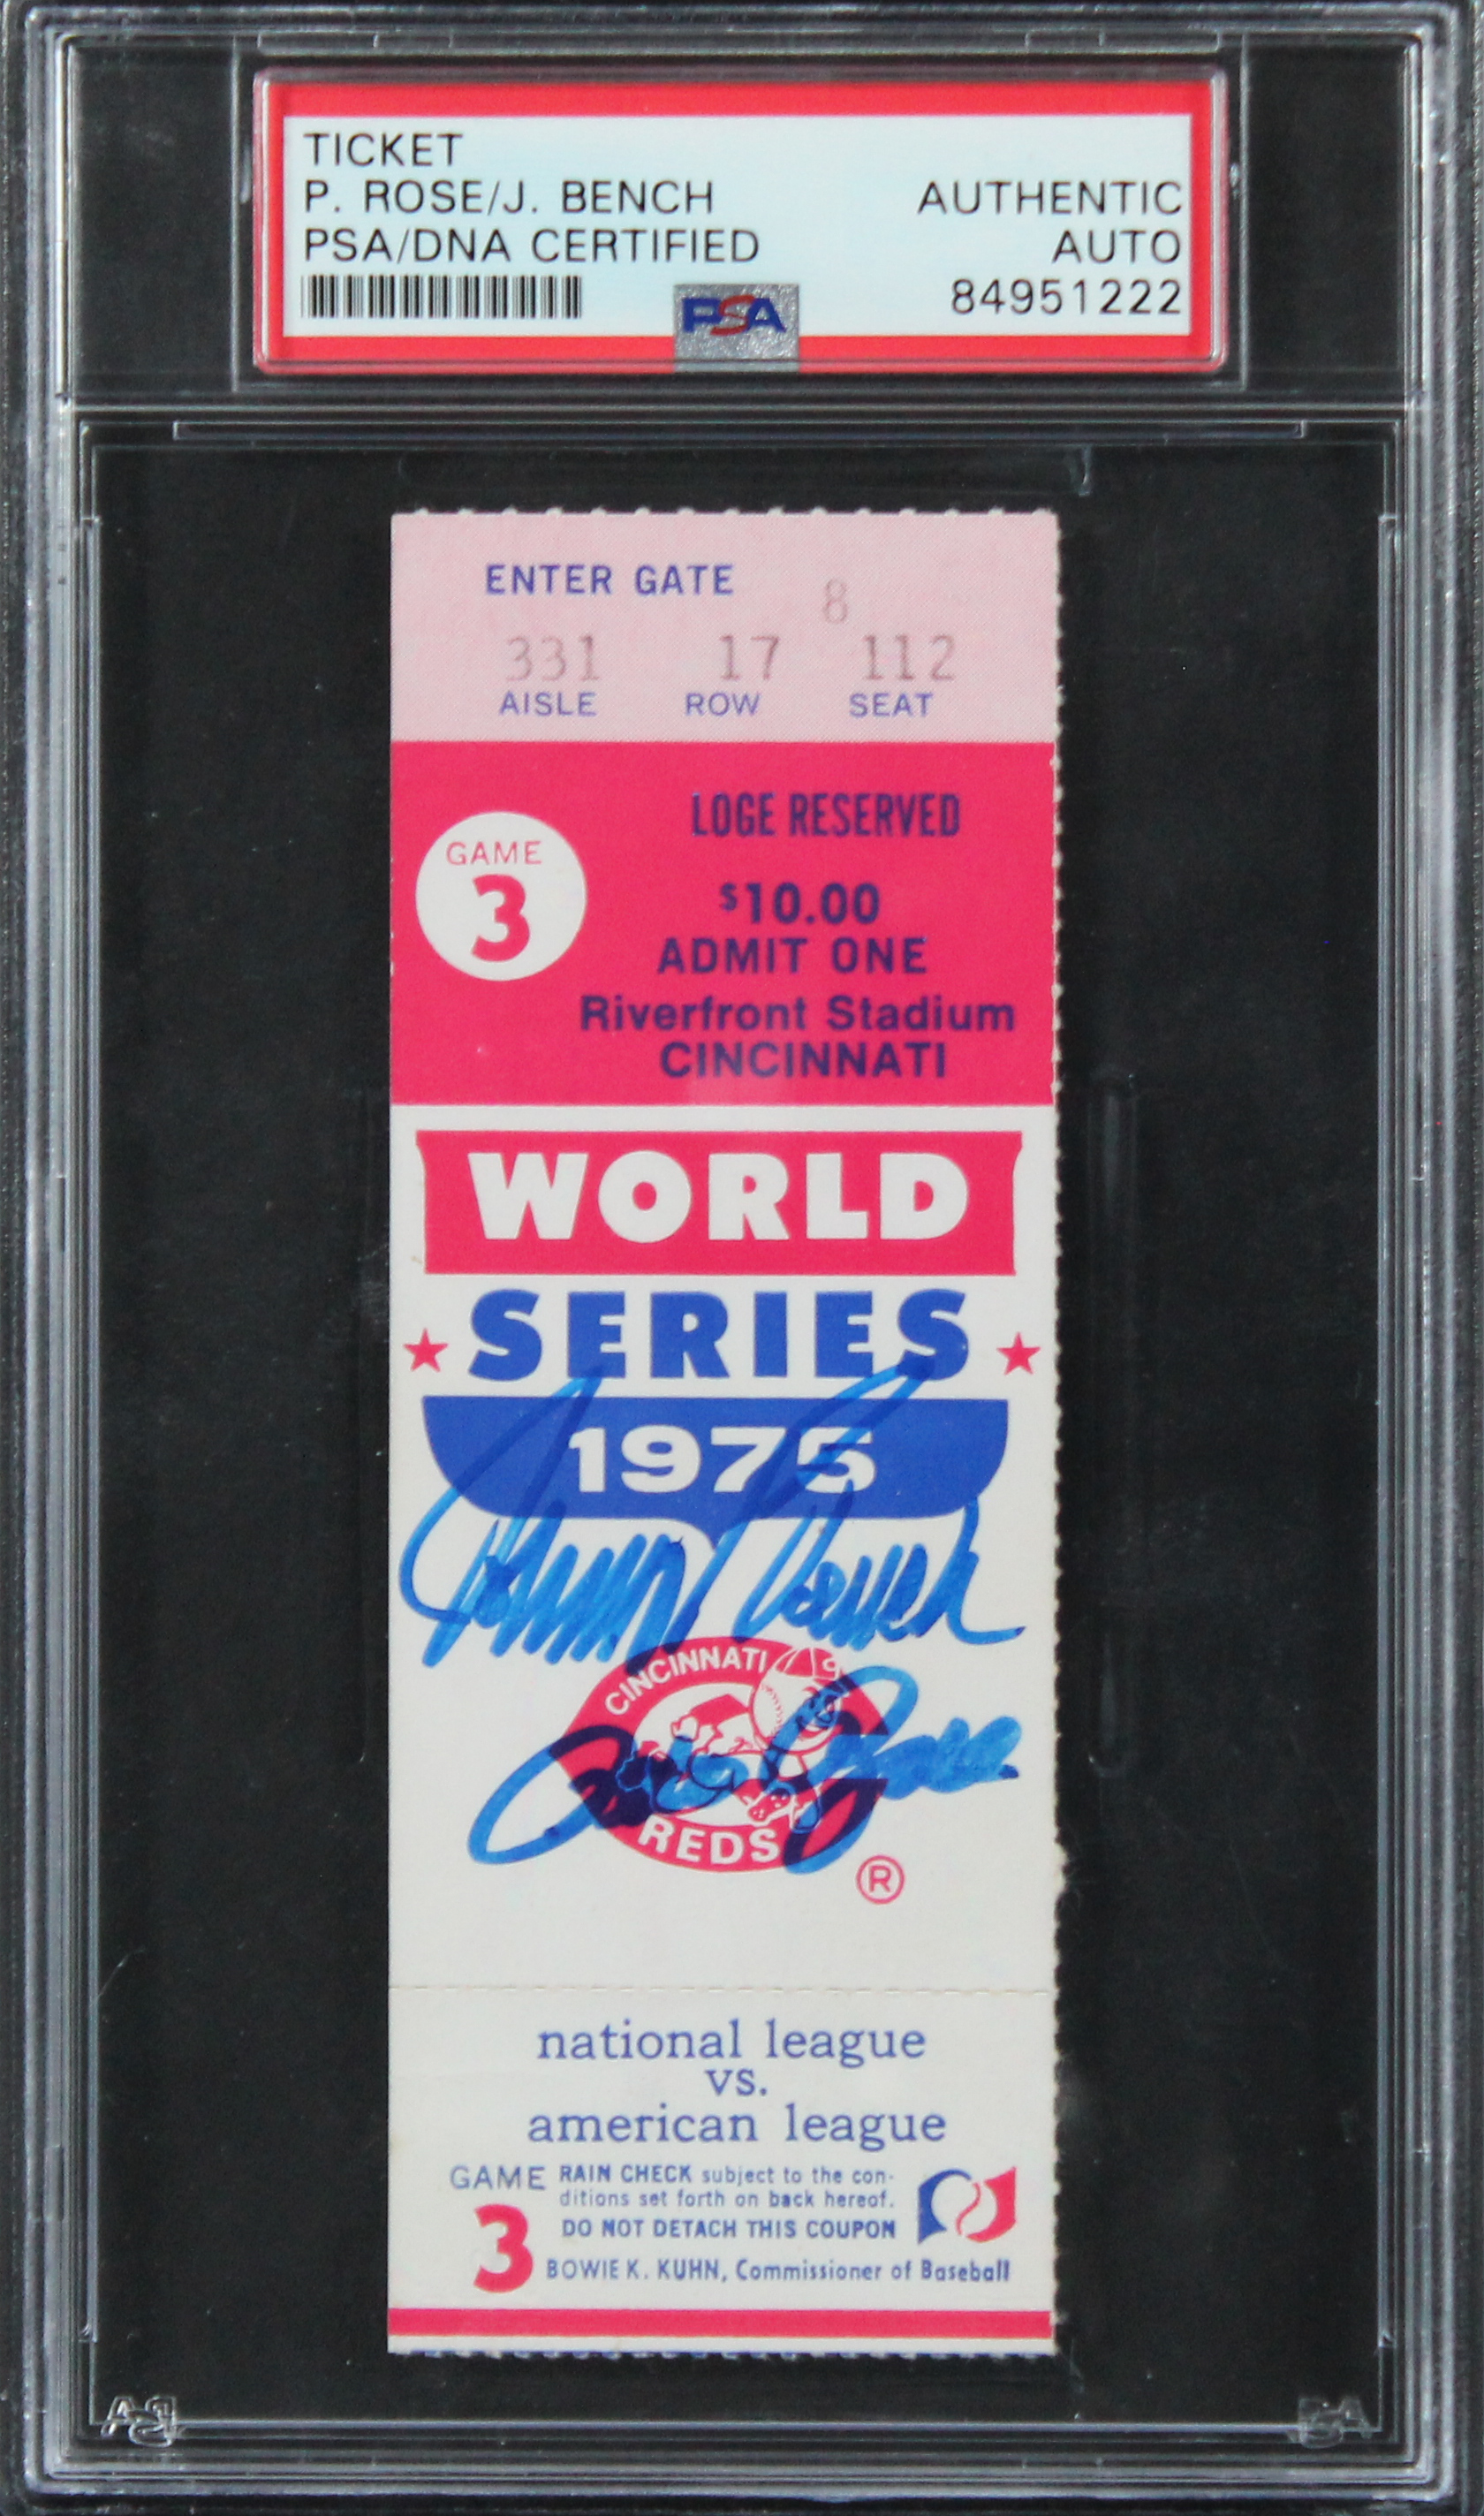 TICKET
P. ROSE/J. BENCH AUTHENTIC
PSA/DNA CERTIFIED AUTO
84951222
PSA
ENTER GATE 8
331 17 112
AISLE ROW SEAT
LOGE RESERVED
GAME
3
$10.00
ADMIT ONE
Riverfront Stadium
CINCINNATI
WORLD
SERIES
1975
Johnny Bench
CINCINNATI
Pete Rose
REDS
®
national league
vs.
american league
GAME
3
RAIN CHECK subject to the con-
ditions set forth on back hereof.
DO NOT DETACH THIS COUPON
BOWIE K. KUHN, Commissioner of Baseball
PSA
PSA